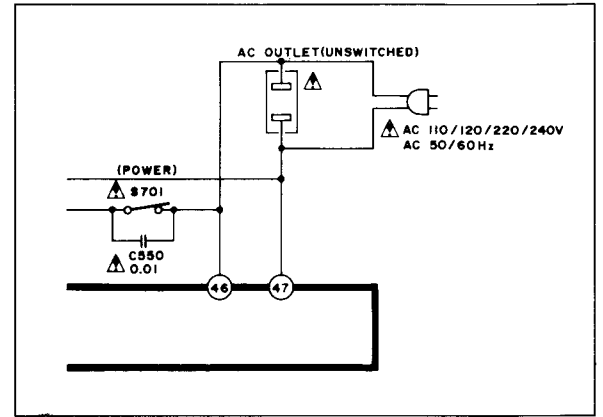 AC OUTLET(UNSWITCHED)
AC 110/120/220/240V
AC 50/60Hz
(POWER)
S701
C550
0.01
46
47